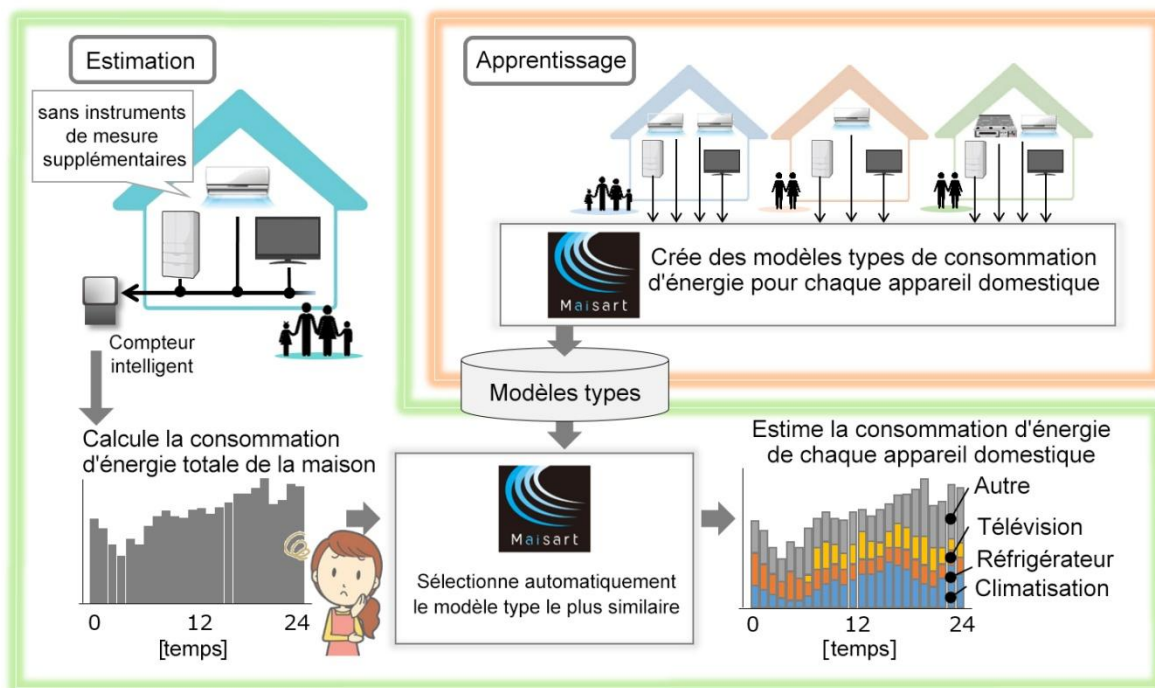 Estimation
sans instruments
de mesure
supplémentaires
Compteur
intelligent
Calcule la consommation
d'énergie totale de la maison
0 12 24
[temps]
Apprentissage
Crée des modèles types de consommation
d'énergie pour chaque appareil domestique
Maisart
Modèles types
Maisart
Sélectionne automatiquement
le modèle type le plus similaire
Estime la consommation d'énergie
de chaque appareil domestique
Autre
Télévision
Réfrigérateur
Climatisation
0 12 24
[temps]